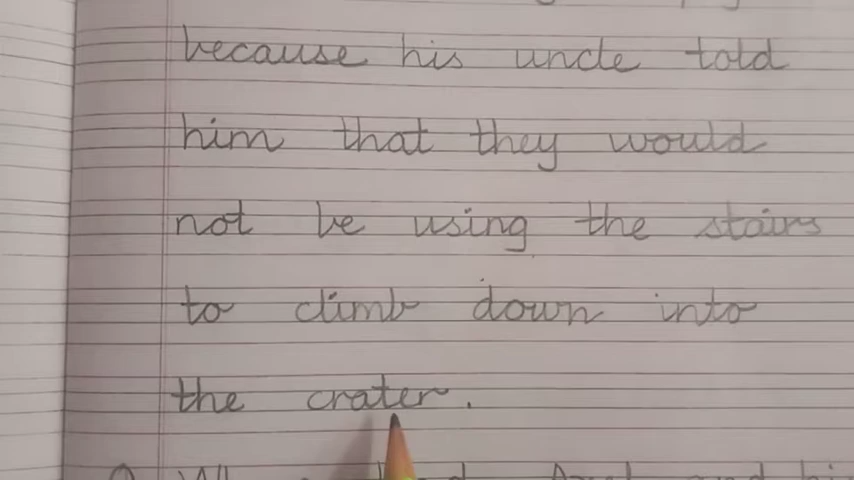 because his uncle told
him that they would
not be using the stairs
to climb down into
the crater.